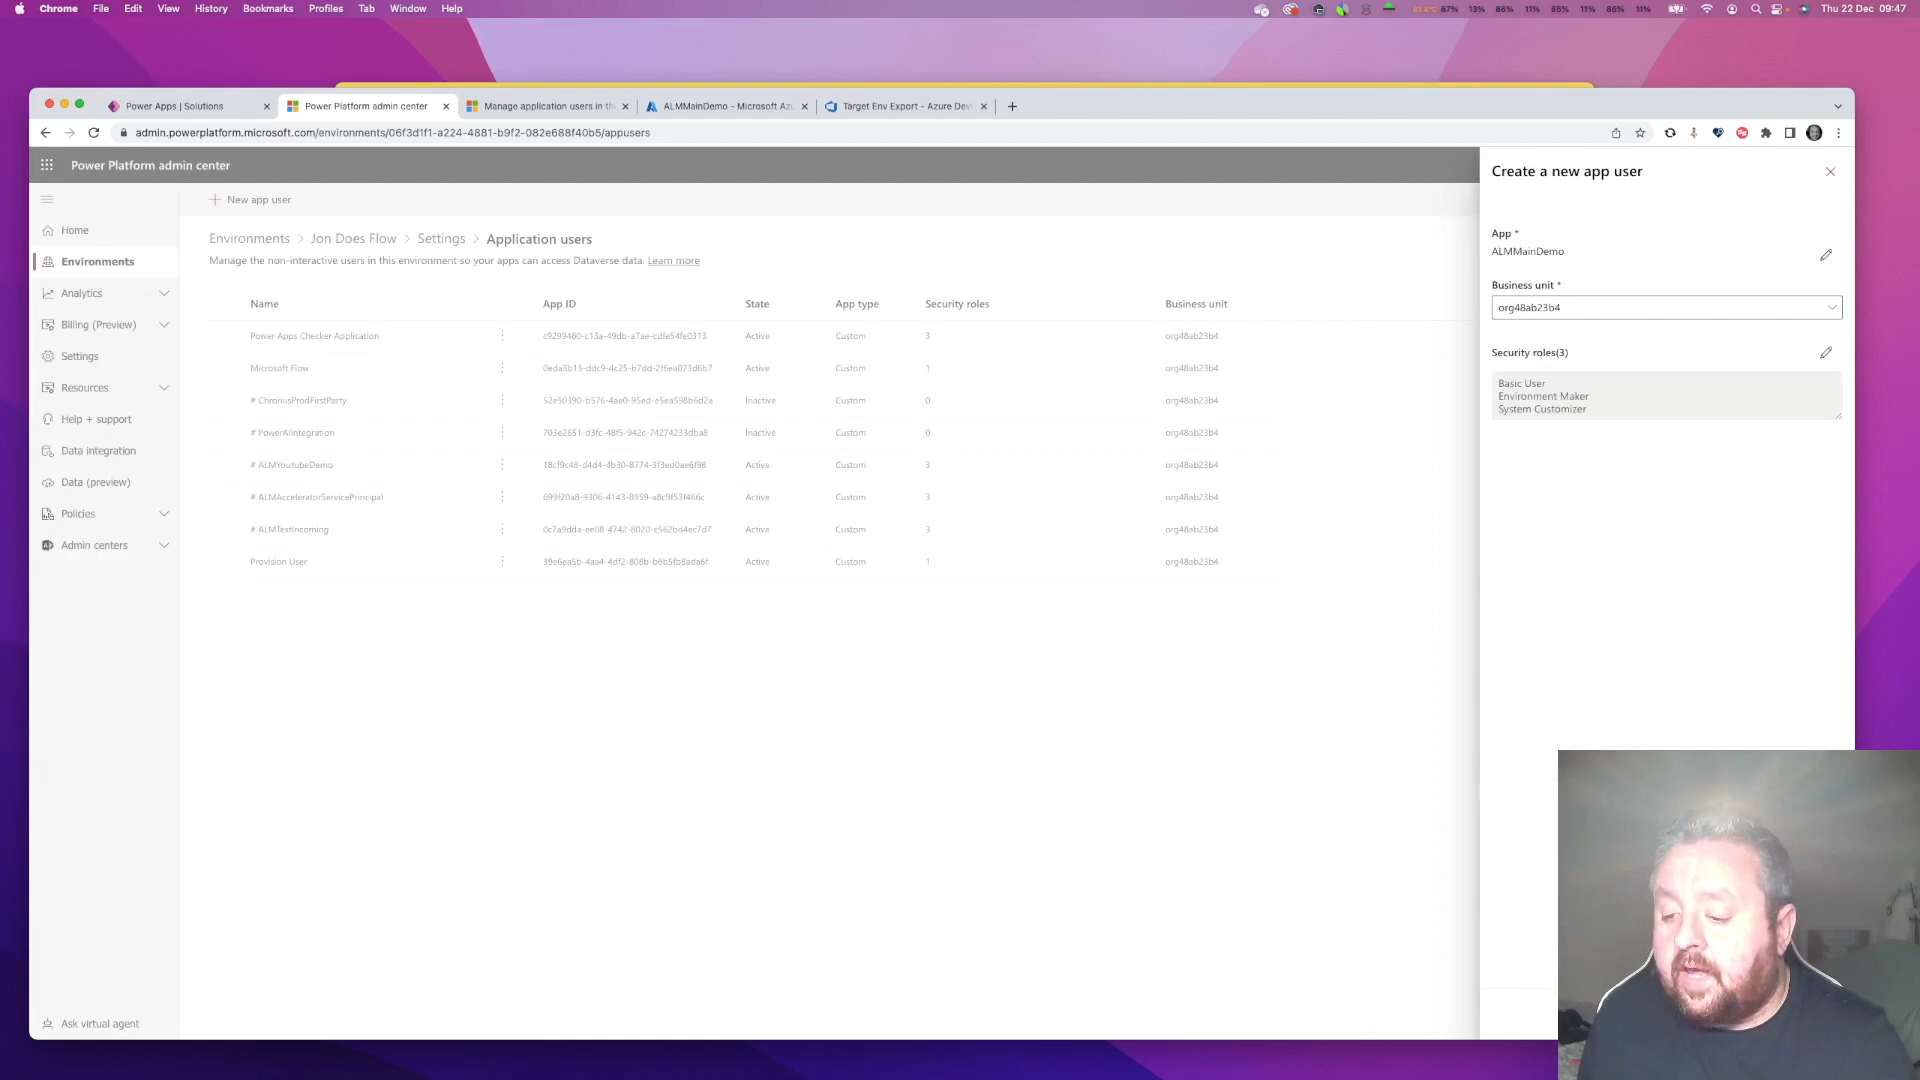 Chrome File Edit View History Bookmarks Profiles Tab Window Help
87% 13% 86% 11% 85% 11% 86% 11% Thu 22 Dec 09:47
Power Apps | Solutions
Power Platform admin center
Manage application users in th
ALMMainDemo - Microsoft Az
Target Env Export - Azure Dev
admin.powerplatform.microsoft.com/environments/06f3d1f1-a224-4881-b9f2-082e688f40b5/appusers
Power Platform admin center
Home
Environments
Analytics
Billing (Preview)
Settings
Resources
Help + support
Data integration
Data (preview)
Policies
Admin centers
Ask virtual agent
New app user
Environments > Jon Does Flow > Settings > Application users
Manage the non-interactive users in this environment so your apps can access Dataverse data. Learn more
Name App ID State App type Security roles Business unit
Power Apps Checker Application c9299480-c13a-49db-a7ae-cdfe54fe0313 Active Custom 3 org48ab23b4
Microsoft Flow 0eda3b13-ddc9-4c25-b7dd-2f6ea073d6b7 Active Custom 1 org48ab23b4
# ChronusProdFirstParty 52e50390-b576-4ae0-95ed-e5ea598b6d2a Inactive Custom 0 org48ab23b4
# PowerAIIntegration 703e2651-d3fc-48f5-942c-74274233dba8 Inactive Custom 0 org48ab23b4
# ALMYoutubeDemo 18cf9c48-d4d4-4b30-8774-3f3ed0ae6f98 Active Custom 3 org48ab23b4
# ALMAcceleratorServicePrincipal 699f20a8-9306-4143-8959-a8c9f53f466c Active Custom 3 org48ab23b4
# ALMTestIncoming 0c7a9dda-ee08-4742-8020-c562bd4ec7d7 Active Custom 3 org48ab23b4
Provision User 39e6ea5b-4aa4-4df2-808b-b6b5fb8ada6f Active Custom 1 org48ab23b4
Create a new app user
App *
ALMMainDemo
Business unit *
org48ab23b4
Security roles(3)
Basic User
Environment Maker
System Customizer